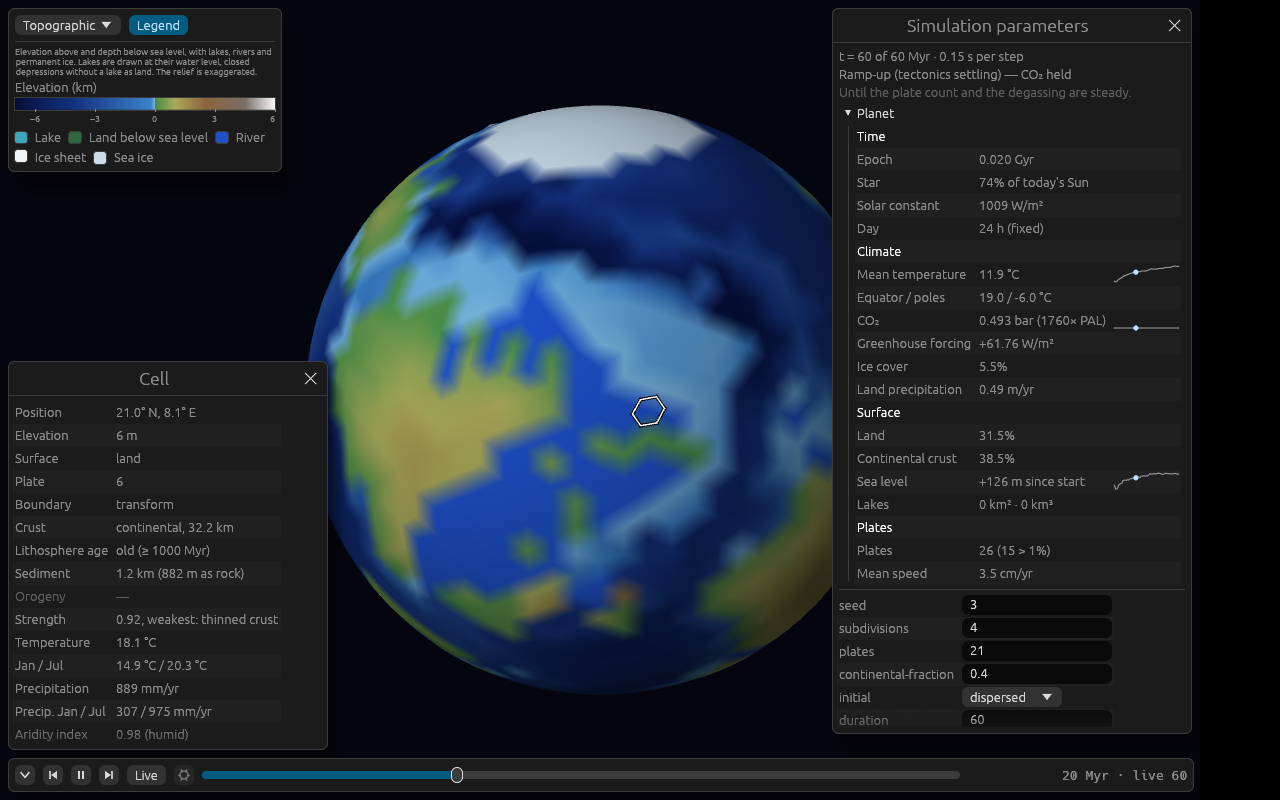 Topographic Legend
Elevation above and depth below sea level, with lakes, rivers and
permanent ice. Lakes are drawn at their water level, closed
depressions without a lake as land. The relief is exaggerated.
Elevation (km)
−6 −3 0 3 6
Lake Land below sea level River
Ice sheet Sea ice
Cell
Position 21.0° N, 8.1° E
Elevation 6 m
Surface land
Plate 6
Boundary transform
Crust continental, 32.2 km
Lithosphere age old (≥ 1000 Myr)
Sediment 1.2 km (882 m as rock)
Orogeny —
Strength 0.92, weakest: thinned crust
Temperature 18.1 °C
Jan / Jul 14.9 °C / 20.3 °C
Precipitation 889 mm/yr
Precip. Jan / Jul 307 / 975 mm/yr
Aridity index 0.98 (humid)
Simulation parameters
t = 60 of 60 Myr · 0.15 s per step
Ramp-up (tectonics settling) — CO₂ held
Until the plate count and the degassing are steady.
Planet
Time
Epoch 0.020 Gyr
Star 74% of today's Sun
Solar constant 1009 W/m²
Day 24 h (fixed)
Climate
Mean temperature 11.9 °C
Equator / poles 19.0 / -6.0 °C
CO₂ 0.493 bar (1760× PAL)
Greenhouse forcing +61.76 W/m²
Ice cover 5.5%
Land precipitation 0.49 m/yr
Surface
Land 31.5%
Continental crust 38.5%
Sea level +126 m since start
Lakes 0 km² · 0 km³
Plates
Plates 26 (15 > 1%)
Mean speed 3.5 cm/yr
seed 3
subdivisions 4
plates 21
continental-fraction 0.4
initial dispersed
duration 60
Live
20 Myr · live 60